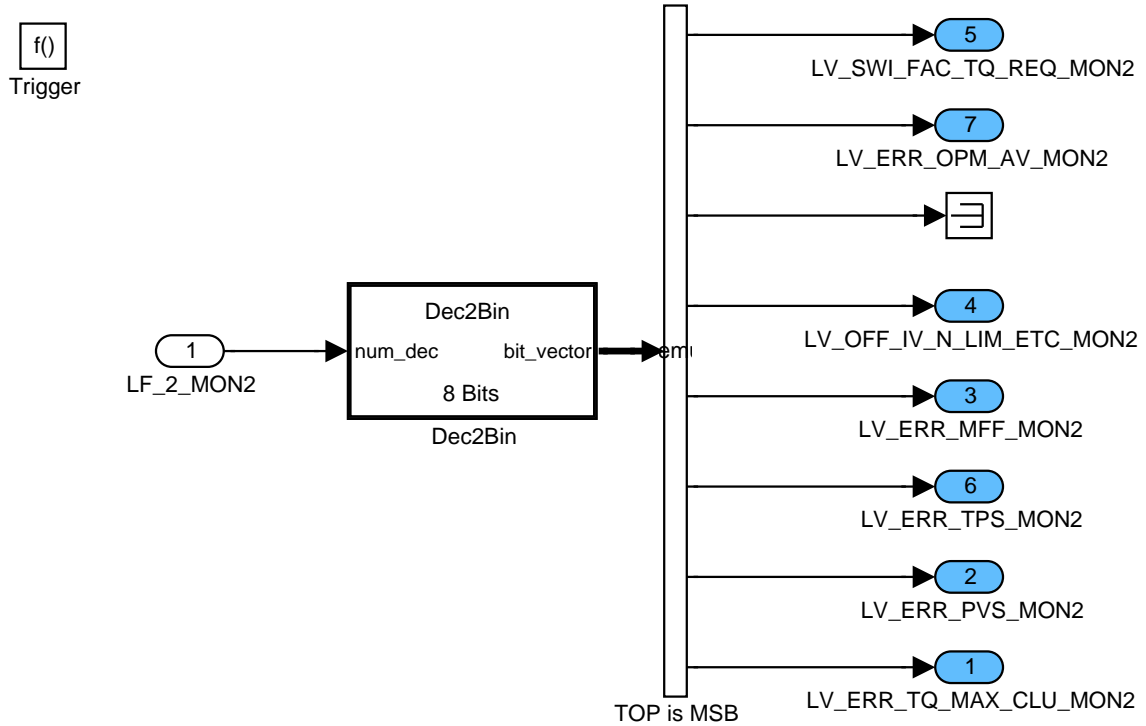 f()
Trigger
5
LV_SWI_FAC_TQ_REQ_MON2
7
LV_ERR_OPM_AV_MON2
4
LV_OFF_IV_N_LIM_ETC_MON2
Dec2Bin
num_dec
bit_vector
8 Bits
Dec2Bin
1
LF_2_MON2
emu
3
LV_ERR_MFF_MON2
6
LV_ERR_TPS_MON2
2
LV_ERR_PVS_MON2
1
LV_ERR_TQ_MAX_CLU_MON2
TOP is MSB